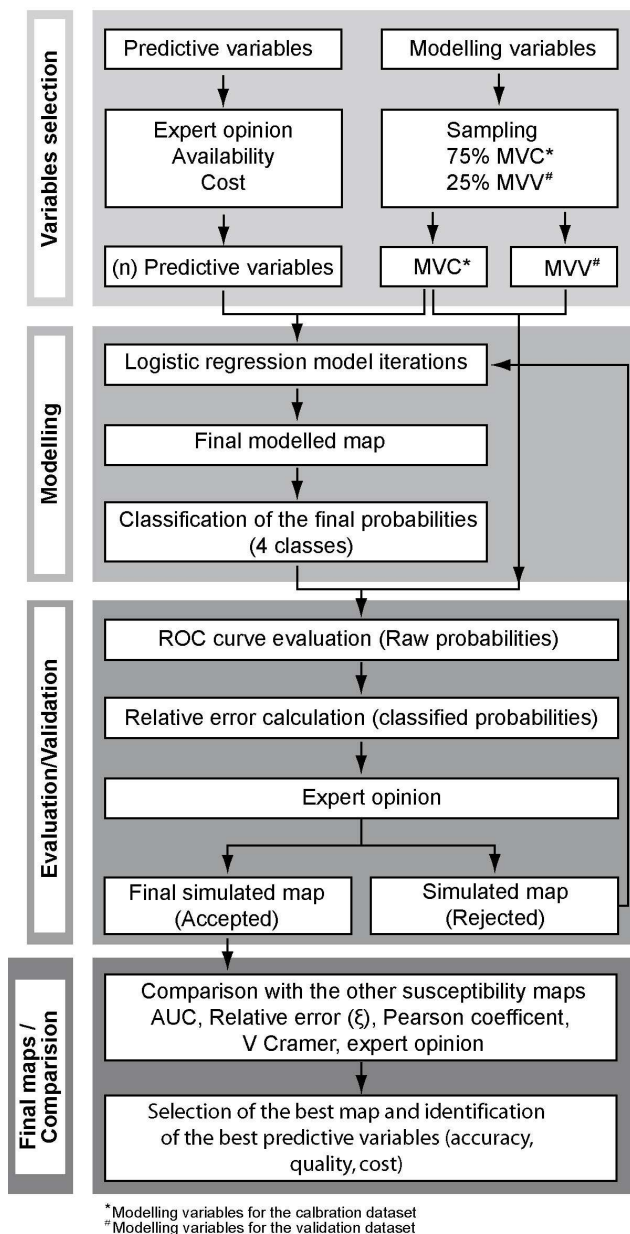 Variables selection
Predictive variables
Modelling variables
Expert opinion
Availability
Cost
Sampling
75% MVC*
25% MVV#
(n) Predictive variables
MVC*
MVV#
Modelling
Logistic regression model iterations
Final modelled map
Classification of the final probabilities
(4 classes)
Evaluation/Validation
ROC curve evaluation (Raw probabilities)
Relative error calculation (classified probabilities)
Expert opinion
Final simulated map
(Accepted)
Simulated map
(Rejected)
Final maps /
Comparision
Comparison with the other susceptibility maps
AUC, Relative error (ξ), Pearson coefficent,
V Cramer, expert opinion
Selection of the best map and identification
of the best predictive variables (accuracy,
quality, cost)
*Modelling variables for the calbration dataset
#Modelling variables for the validation dataset